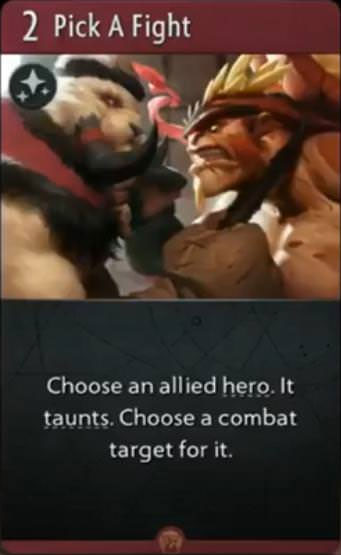 2 Pick A Fight
Choose an allied hero. It
taunts. Choose a combat
target for it.